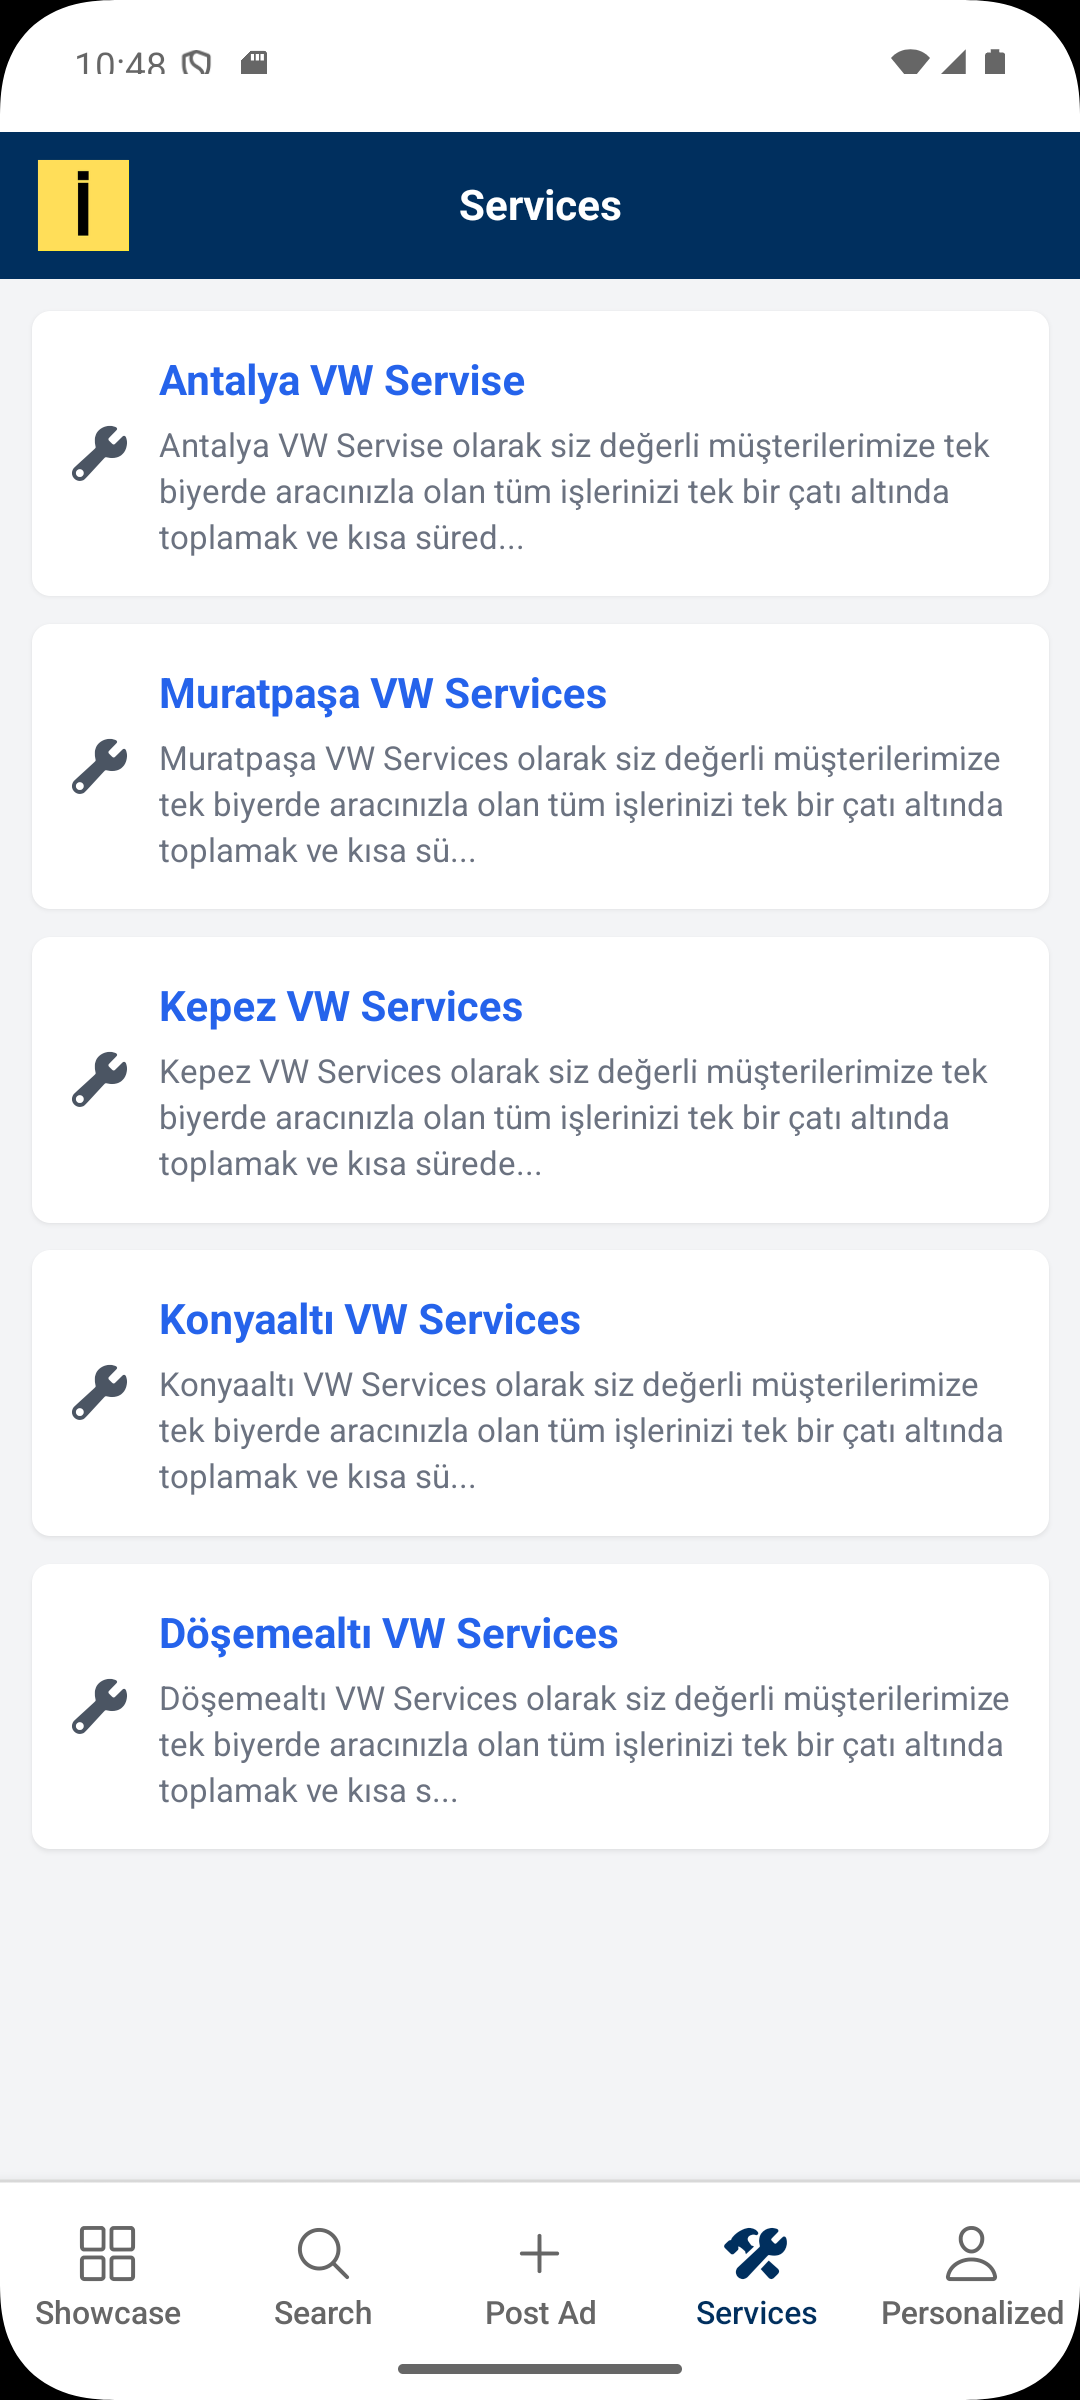 10:48
İ
Services
Antalya VW Servise
Antalya VW Servise olarak siz değerli müşterilerimize tek
biyerde aracınızla olan tüm işlerinizi tek bir çatı altında
toplamak ve kısa süred...
Muratpaşa VW Services
Muratpaşa VW Services olarak siz değerli müşterilerimize
tek biyerde aracınızla olan tüm işlerinizi tek bir çatı altında
toplamak ve kısa sü...
Kepez VW Services
Kepez VW Services olarak siz değerli müşterilerimize tek
biyerde aracınızla olan tüm işlerinizi tek bir çatı altında
toplamak ve kısa sürede...
Konyaaltı VW Services
Konyaaltı VW Services olarak siz değerli müşterilerimize
tek biyerde aracınızla olan tüm işlerinizi tek bir çatı altında
toplamak ve kısa sü...
Döşemealtı VW Services
Döşemealtı VW Services olarak siz değerli müşterilerimize
tek biyerde aracınızla olan tüm işlerinizi tek bir çatı altında
toplamak ve kısa s...
Showcase
Search
Post Ad
Services
Personalized